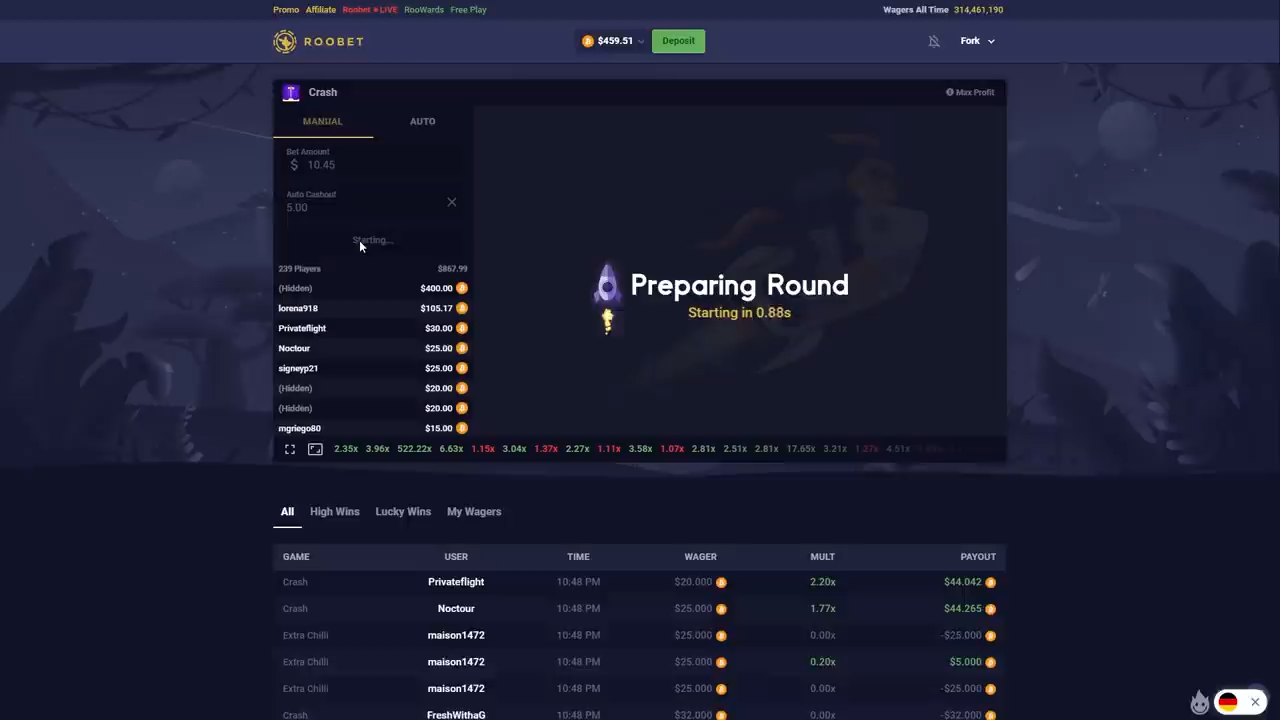 Promo Affiliate Roobet LIVE RooWards Free Play Wagers All Time 314,461,190
ROOBET $459.51 Deposit Fork
Crash Max Profit
MANUAL AUTO
Bet Amount
$ 10.45
Auto Cashout
5.00
Starting...
239 Players $867.99
(Hidden) $400.00
lorena918 $105.17
Privateflight $30.00
Noctour $25.00
signeyp21 $25.00
(Hidden) $20.00
(Hidden) $20.00
mgriego80 $15.00
Preparing Round
Starting in 0.88s
2.35x 3.96x 522.22x 6.63x 1.15x 3.04x 1.37x 2.27x 1.11x 3.58x 1.07x 2.81x 2.51x 2.81x 17.65x 3.21x 1.27x 4.51x
All High Wins Lucky Wins My Wagers
GAME USER TIME WAGER MULT PAYOUT
Crash Privateflight 10:48 PM $20.000 2.20x $44.042
Crash Noctour 10:48 PM $25.000 1.77x $44.265
Extra Chilli maison1472 10:48 PM $25.000 0.00x -$25.000
Extra Chilli maison1472 10:48 PM $25.000 0.20x $5.000
Extra Chilli maison1472 10:48 PM $25.000 0.00x -$25.000
Crash FreshWithaG 10:48 PM $32.000 0.00x -$32.000